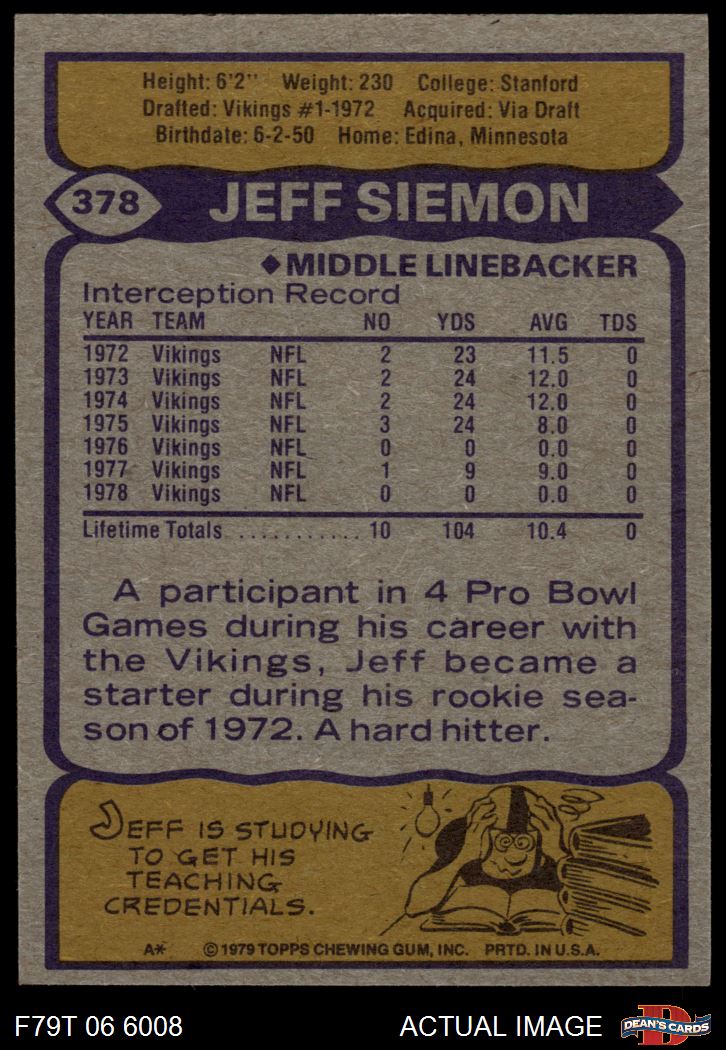 Height: 6'2" Weight: 230 College: Stanford
Drafted: Vikings #1-1972 Acquired: Via Draft
Birthdate: 6-2-50 Home: Edina, Minnesota
378 JEFF SIEMON
◆MIDDLE LINEBACKER
Interception Record
YEAR TEAM NO YDS AVG TDS
1972 Vikings NFL 2 23 11.5 0
1973 Vikings NFL 2 24 12.0 0
1974 Vikings NFL 2 24 12.0 0
1975 Vikings NFL 3 24 8.0 0
1976 Vikings NFL 0 0 0.0 0
1977 Vikings NFL 1 9 9.0 0
1978 Vikings NFL 0 0 0.0 0
Lifetime Totals ........... 10 104 10.4 0
A participant in 4 Pro Bowl
Games during his career with
the Vikings, Jeff became a
starter during his rookie sea-
son of 1972. A hard hitter.
JEFF IS STUDYING
TO GET HIS
TEACHING
CREDENTIALS.
A* © 1979 TOPPS CHEWING GUM, INC. PRTD. IN U.S.A.
F79T 06 6008 ACTUAL IMAGE D DEAN'S CARDS